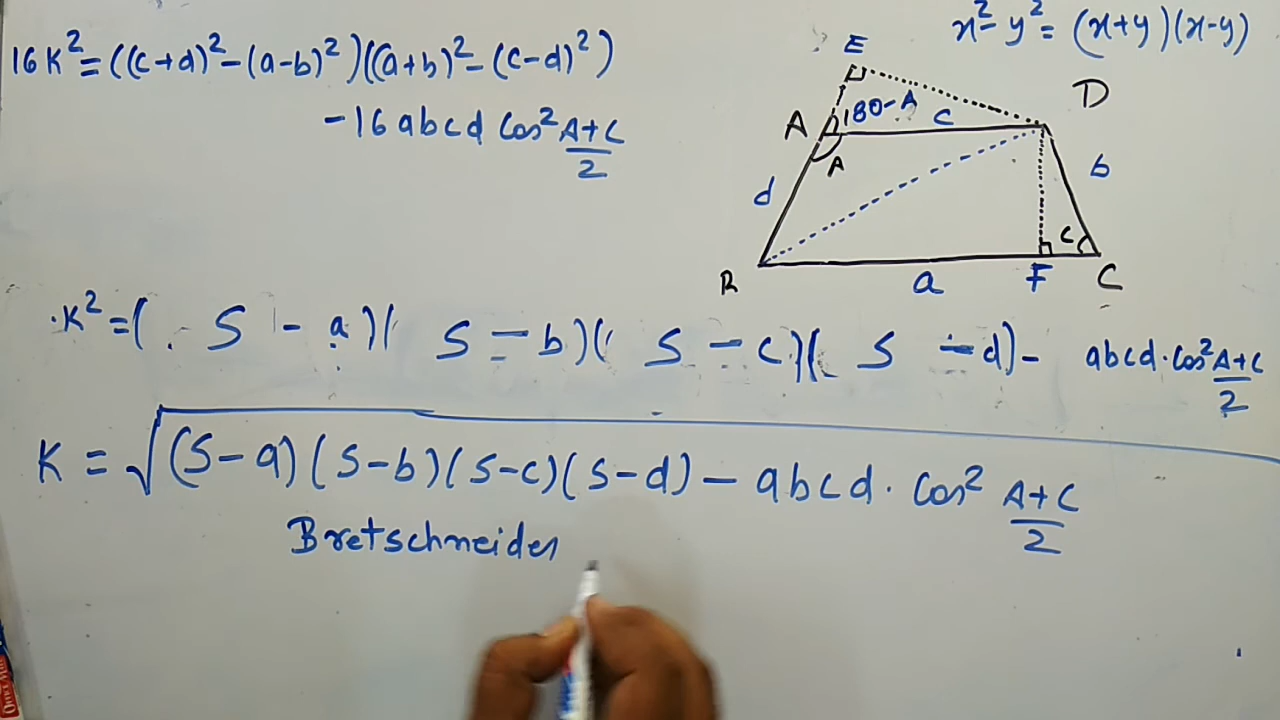 16K²=((c+d)²-(a-b)²)((a+b)²-(c-d)²)
-16abcd Cos² A+C/2
x²-y²=(x+y)(x-y)
E
D
A 180-A c
A
d b
c
B a F C
K²=(S-a)(S-b)(S-c)(S-d)- abcd·Cos² A+C/2
K = √(S-a)(S-b)(S-c)(S-d)-abcd·Cos² A+C/2
Bretschneider